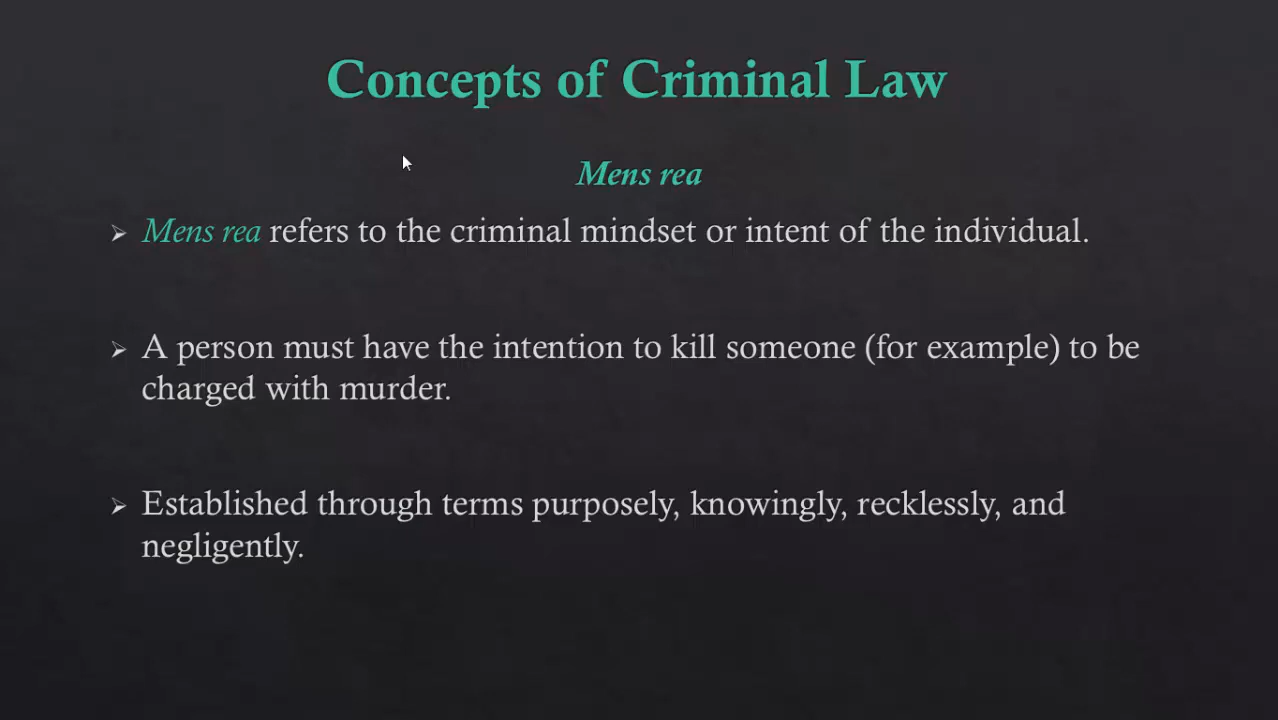 Concepts of Criminal Law
Mens rea
Mens rea refers to the criminal mindset or intent of the individual.
A person must have the intention to kill someone (for example) to be
charged with murder.
Established through terms purposely, knowingly, recklessly, and
negligently.